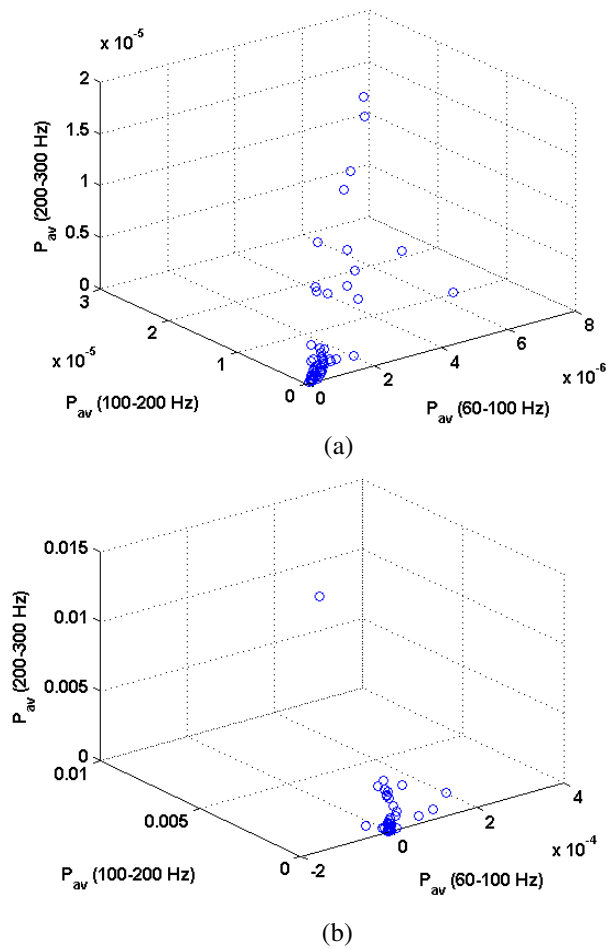 x 10^-5
2
1.5
1
0.5
0
P_av (200-300 Hz)
3
2
1
0
x 10^-5
P_av (100-200 Hz)
0
2
4
6
8
x 10^-6
P_av (60-100 Hz)
(a)
0.015
0.01
0.005
0
P_av (200-300 Hz)
0.01
0.005
0
P_av (100-200 Hz)
-2
0
2
4
x 10^-4
P_av (60-100 Hz)
(b)